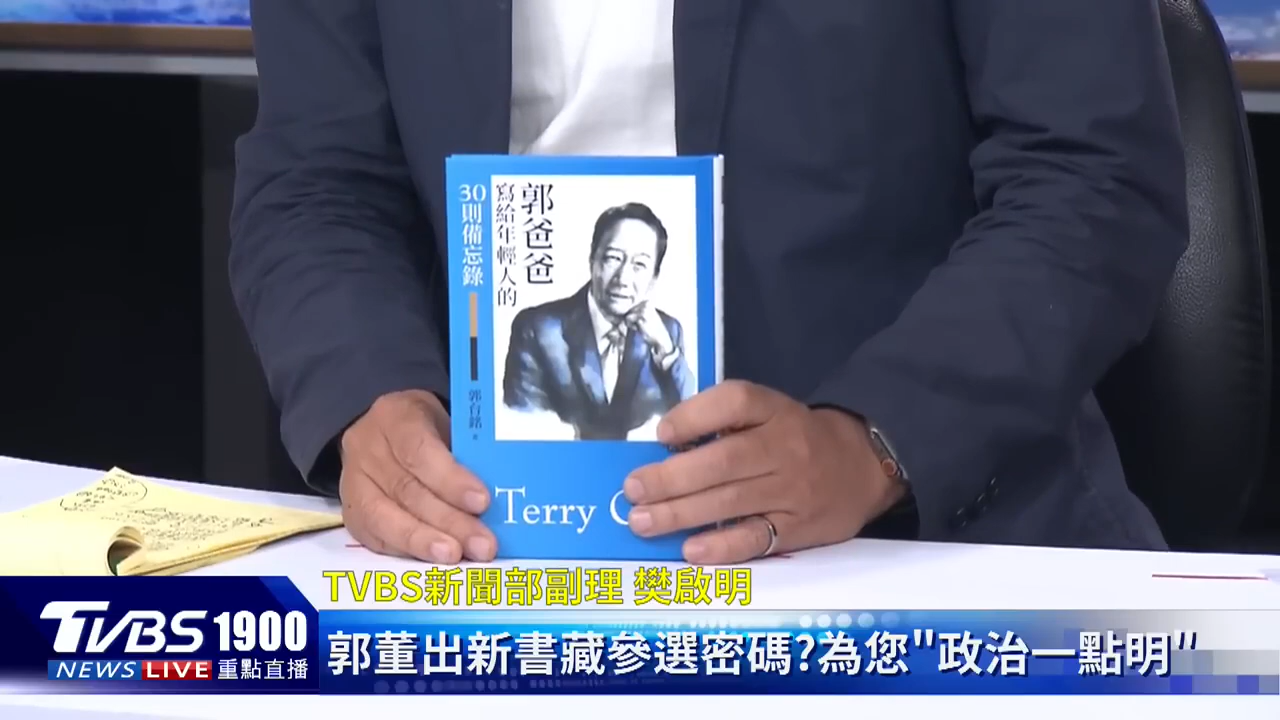 郭爸爸
寫給年輕人的
30則備忘錄
郭台銘 著
Terry
TVBS新聞部副理 樊啟明
郭董出新書藏參選密碼?為您"政治一點明"
TVBS 1900
NEWS LIVE 重點直播